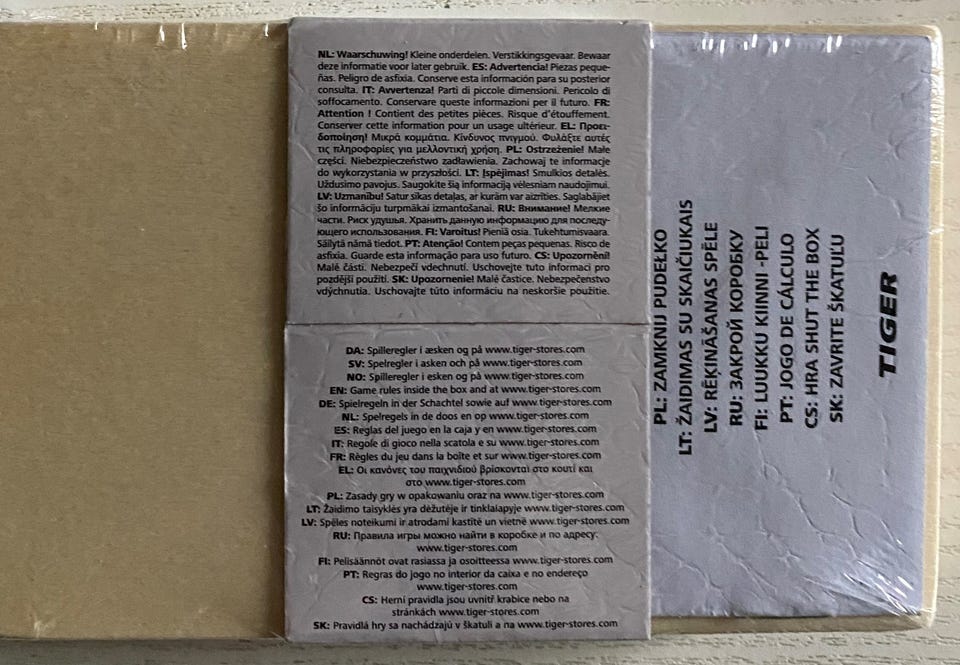 NL: Waarschuwing! Kleine onderdelen. Verstikkingsgevaar. Bewaar
deze informatie voor later gebruik. ES: Advertencia! Piezas peque-
ñas. Peligro de asfixia. Conserve esta información para su posterior
consulta. IT: Avvertenza! Parti di piccole dimensioni. Pericolo di
soffocamento. Conservare queste informazioni per il futuro. FR:
Attention ! Contient des petites pièces. Risque d'étouffement.
Conserver cette information pour un usage ultérieur. EL: Προει-
δοποίηση! Μικρά κομμάτια. Κίνδυνος πνιγμού. Φυλάξτε αυτές
τις πληροφορίες για μελλοντική χρήση. PL: Ostrzeżenie! Małe
części. Niebezpieczeństwo zadławienia. Zachowaj te informacje
do wykorzystania w przyszłości. LT: Įspėjimas! Smulkios detalės.
Uždusimo pavojus. Saugokite šią informaciją vėlesniam naudojimui.
LV: Uzmanību! Satur sīkas detaļas, ar kurām var aizrīties. Saglabājiet
šo informāciju turpmākai izmantošanai. RU: Внимание! Мелкие
части. Риск удушья. Хранить данную информацию для последу-
ющего использования. FI: Varoitus! Pieniä osia. Tukehtumisvaara.
Säilytä nämä tiedot. PT: Atenção! Contem peças pequenas. Risco de
asfixia. Guarde esta informação para uso futuro. CS: Upozornění!
Malé části. Nebezpečí vdechnutí. Uschovejte tuto informaci pro
pozdější použití. SK: Upozornenie! Malé častice. Nebezpečenstvo
vdýchnutia. Uschovajte túto informáciu na neskoršie použitie.
DA: Spilleregler i æsken og på www.tiger-stores.com
SV: Spelregler i asken och på www.tiger-stores.com
NO: Spilleregler i esken og på www.tiger-stores.com
EN: Game rules inside the box and at www.tiger-stores.com
DE: Spielregeln in der Schachtel sowie auf www.tiger-stores.com
NL: Spelregels in de doos en op www.tiger-stores.com
ES: Reglas del juego en la caja y en www.tiger-stores.com
IT: Regole di gioco nella scatola e su www.tiger-stores.com
FR: Règles du jeu dans la boîte et sur www.tiger-stores.com
EL: Οι κανόνες του παιχνιδιού βρίσκονται στο κουτί και
στο www.tiger-stores.com
PL: Zasady gry w opakowaniu oraz na www.tiger-stores.com
LT: Žaidimo taisyklės yra dėžutėje ir tinklalapyje www.tiger-stores.com
LV: Spēles noteikumi ir atrodami kastītē un vietnē www.tiger-stores.com
RU: Правила игры можно найти в коробке и по адресу:
www.tiger-stores.com
FI: Pelisäännöt ovat rasiassa ja osoitteessa www.tiger-stores.com
PT: Regras do jogo no interior da caixa e no endereço
www.tiger-stores.com
CS: Herní pravidla jsou uvnitř krabice nebo na
stránkách www.tiger-stores.com
SK: Pravidlá hry sa nachádzajú v škatuli a na www.tiger-stores.com
PL: ZAMKNIJ PUDEŁKO
LT: ŽAIDIMAS SU SKAIČIUKAIS
LV: RĒĶINĀŠANAS SPĒLE
RU: ЗАКРОЙ КОРОБКУ
FI: LUUKKU KIINNI -PELI
PT: JOGO DE CÁLCULO
CS: HRA SHUT THE BOX
SK: ZAVRITE ŠKATUĽU
TIGER